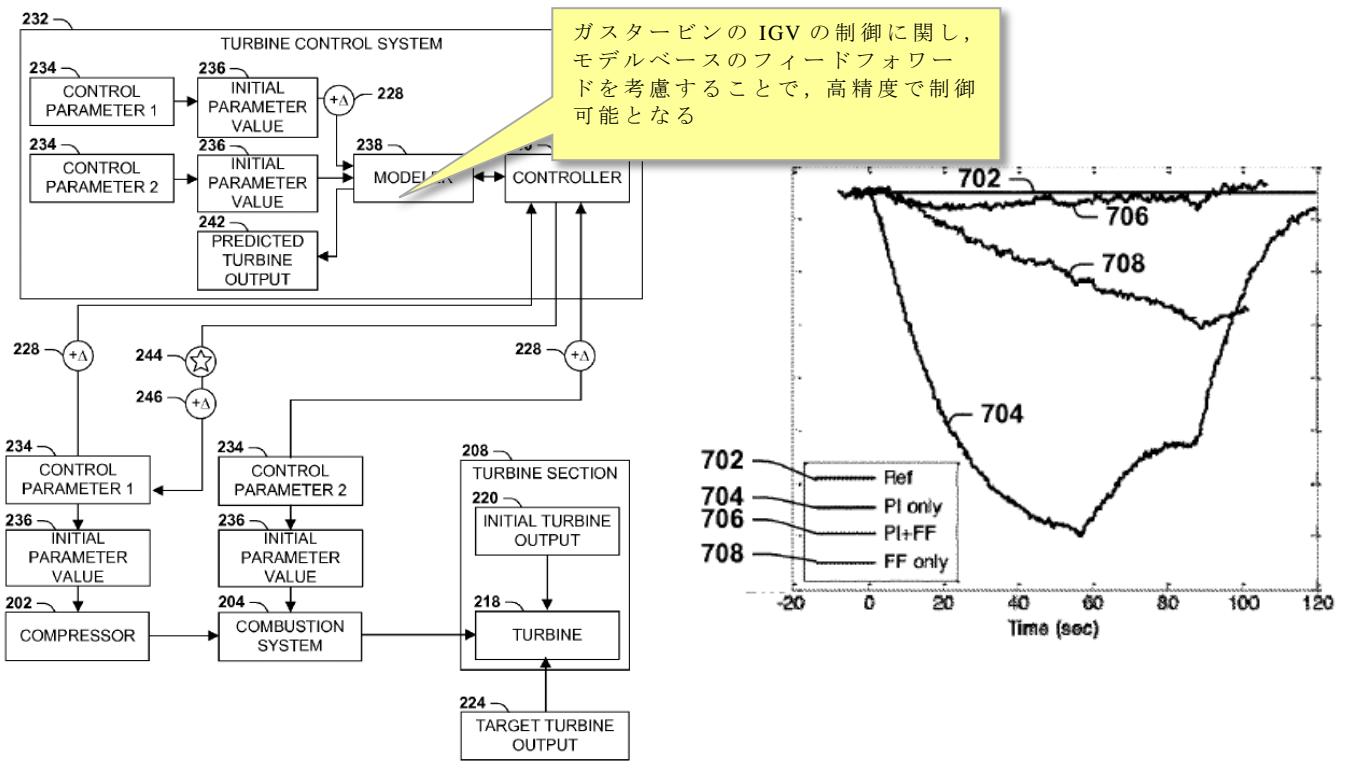 232
TURBINE CONTROL SYSTEM
ガスタービンの IGV の制御に関し，
モデルベースのフィードフォワー
ドを考慮することで，高精度で制御
可能となる
234
CONTROL
PARAMETER 1
236
INITIAL
PARAMETER
VALUE
+Δ
228
234
CONTROL
PARAMETER 2
236
INITIAL
PARAMETER
VALUE
238
MODELER
CONTROLLER
242
PREDICTED
TURBINE
OUTPUT
228
+Δ
244
246
+Δ
228
+Δ
234
CONTROL
PARAMETER 1
236
INITIAL
PARAMETER
VALUE
202
COMPRESSOR
234
CONTROL
PARAMETER 2
236
INITIAL
PARAMETER
VALUE
204
COMBUSTION
SYSTEM
208
TURBINE SECTION
220
INITIAL TURBINE
OUTPUT
218
TURBINE
224
TARGET TURBINE
OUTPUT
702
706
708
704
702
Ref
704
PI only
706
PI+FF
708
FF only
-20
0
20
40
60
80
100
120
Time (sec)